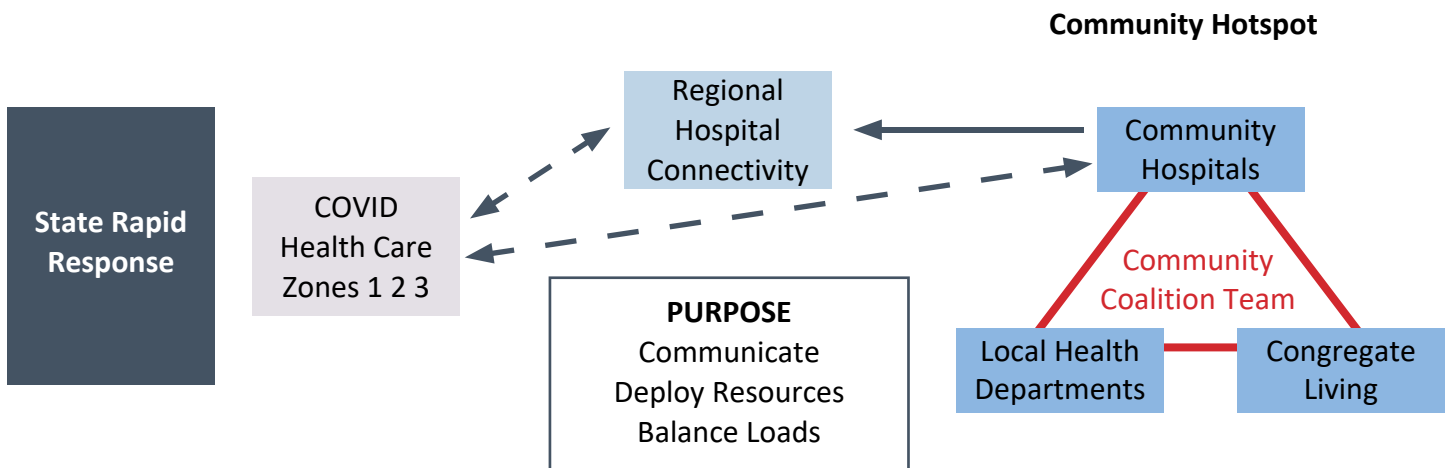 Community Hotspot
State Rapid
Response
COVID
Health Care
Zones 1 2 3
Regional
Hospital
Connectivity
PURPOSE
Communicate
Deploy Resources
Balance Loads
Community
Hospitals
Community
Coalition Team
Local Health
Departments
Congregate
Living